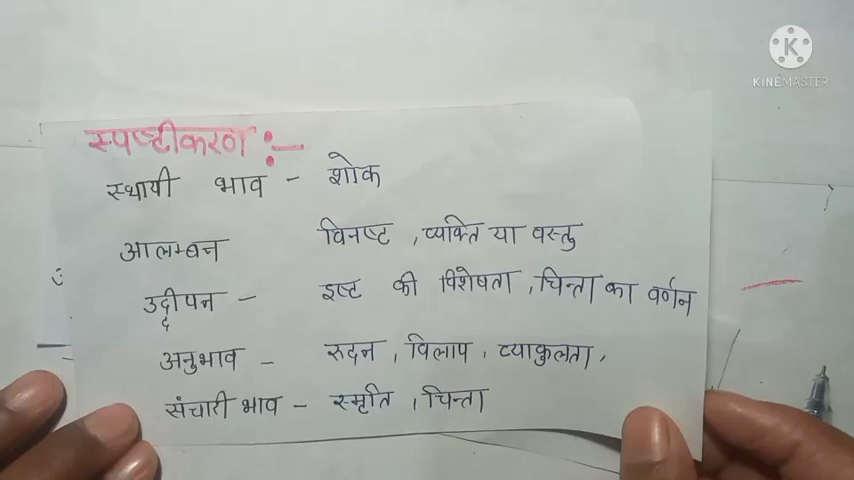 KINEMASTER
स्पष्टीकरण :-
स्थायी भाव - शोक
आलम्बन विनष्ट , व्यक्ति या वस्तु
उद्दीपन - इष्ट की विशेषता , चिन्ता का वर्णन
अनुभाव - रुदन , विलाप , व्याकुलता ,
संचारी भाव - स्मृति , चिन्ता